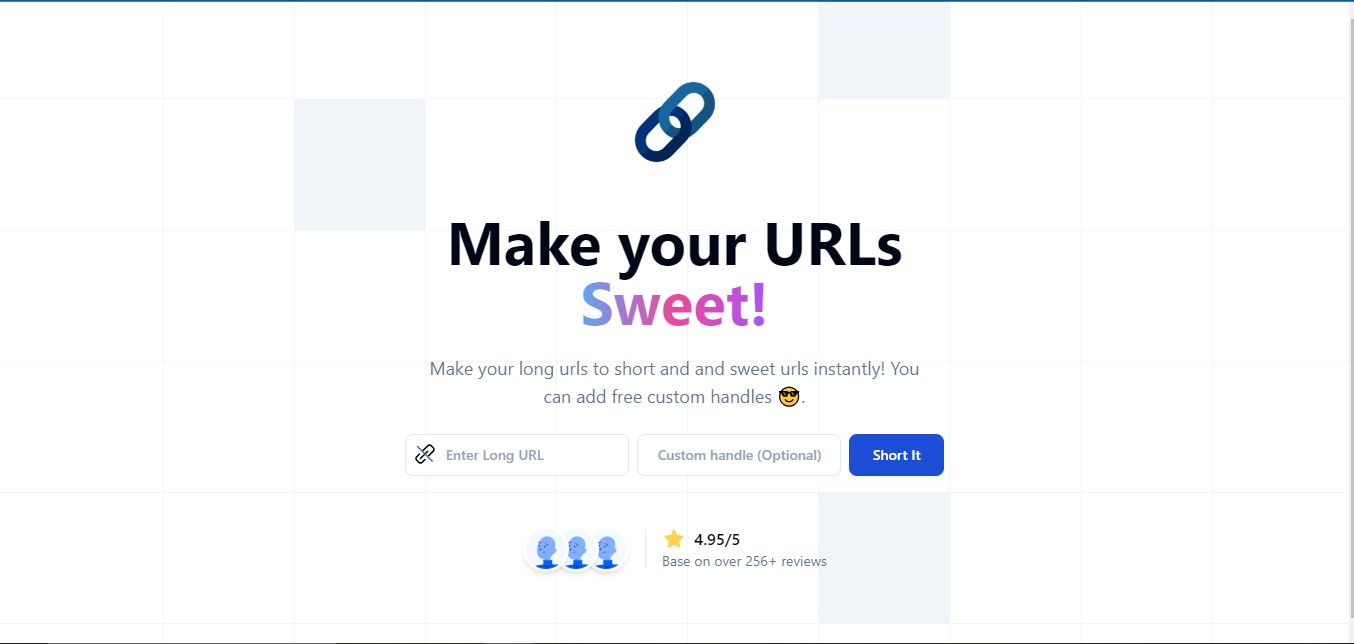 Make your URLs
Sweet!
Make your long urls to short and and sweet urls instantly! You
can add free custom handles 😎.
Enter Long URL
Custom handle (Optional)
Short It
4.95/5
Base on over 256+ reviews